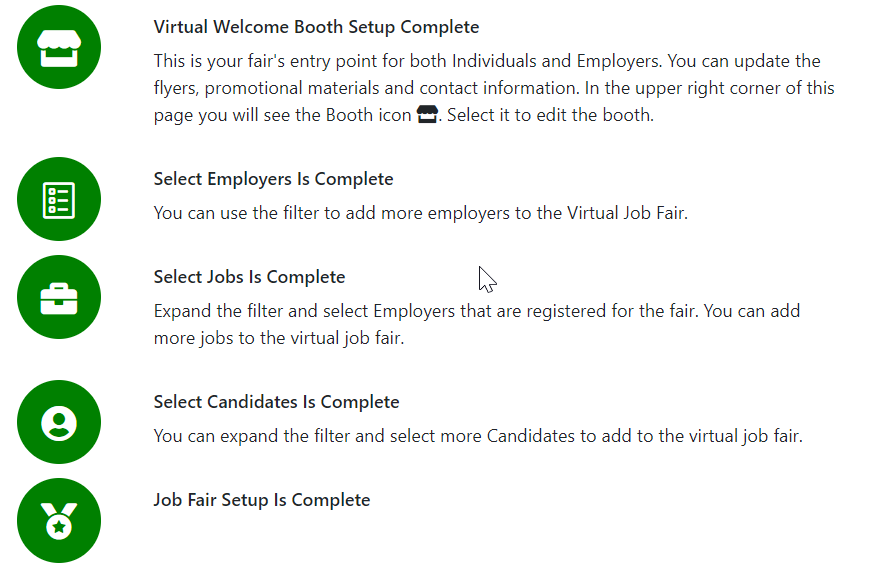 Virtual Welcome Booth Setup Complete
This is your fair's entry point for both Individuals and Employers. You can update the
flyers, promotional materials and contact information. In the upper right corner of this
page you will see the Booth icon . Select it to edit the booth.
Select Employers Is Complete
You can use the filter to add more employers to the Virtual Job Fair.
Select Jobs Is Complete
Expand the filter and select Employers that are registered for the fair. You can add
more jobs to the virtual job fair.
Select Candidates Is Complete
You can expand the filter and select more Candidates to add to the virtual job fair.
Job Fair Setup Is Complete